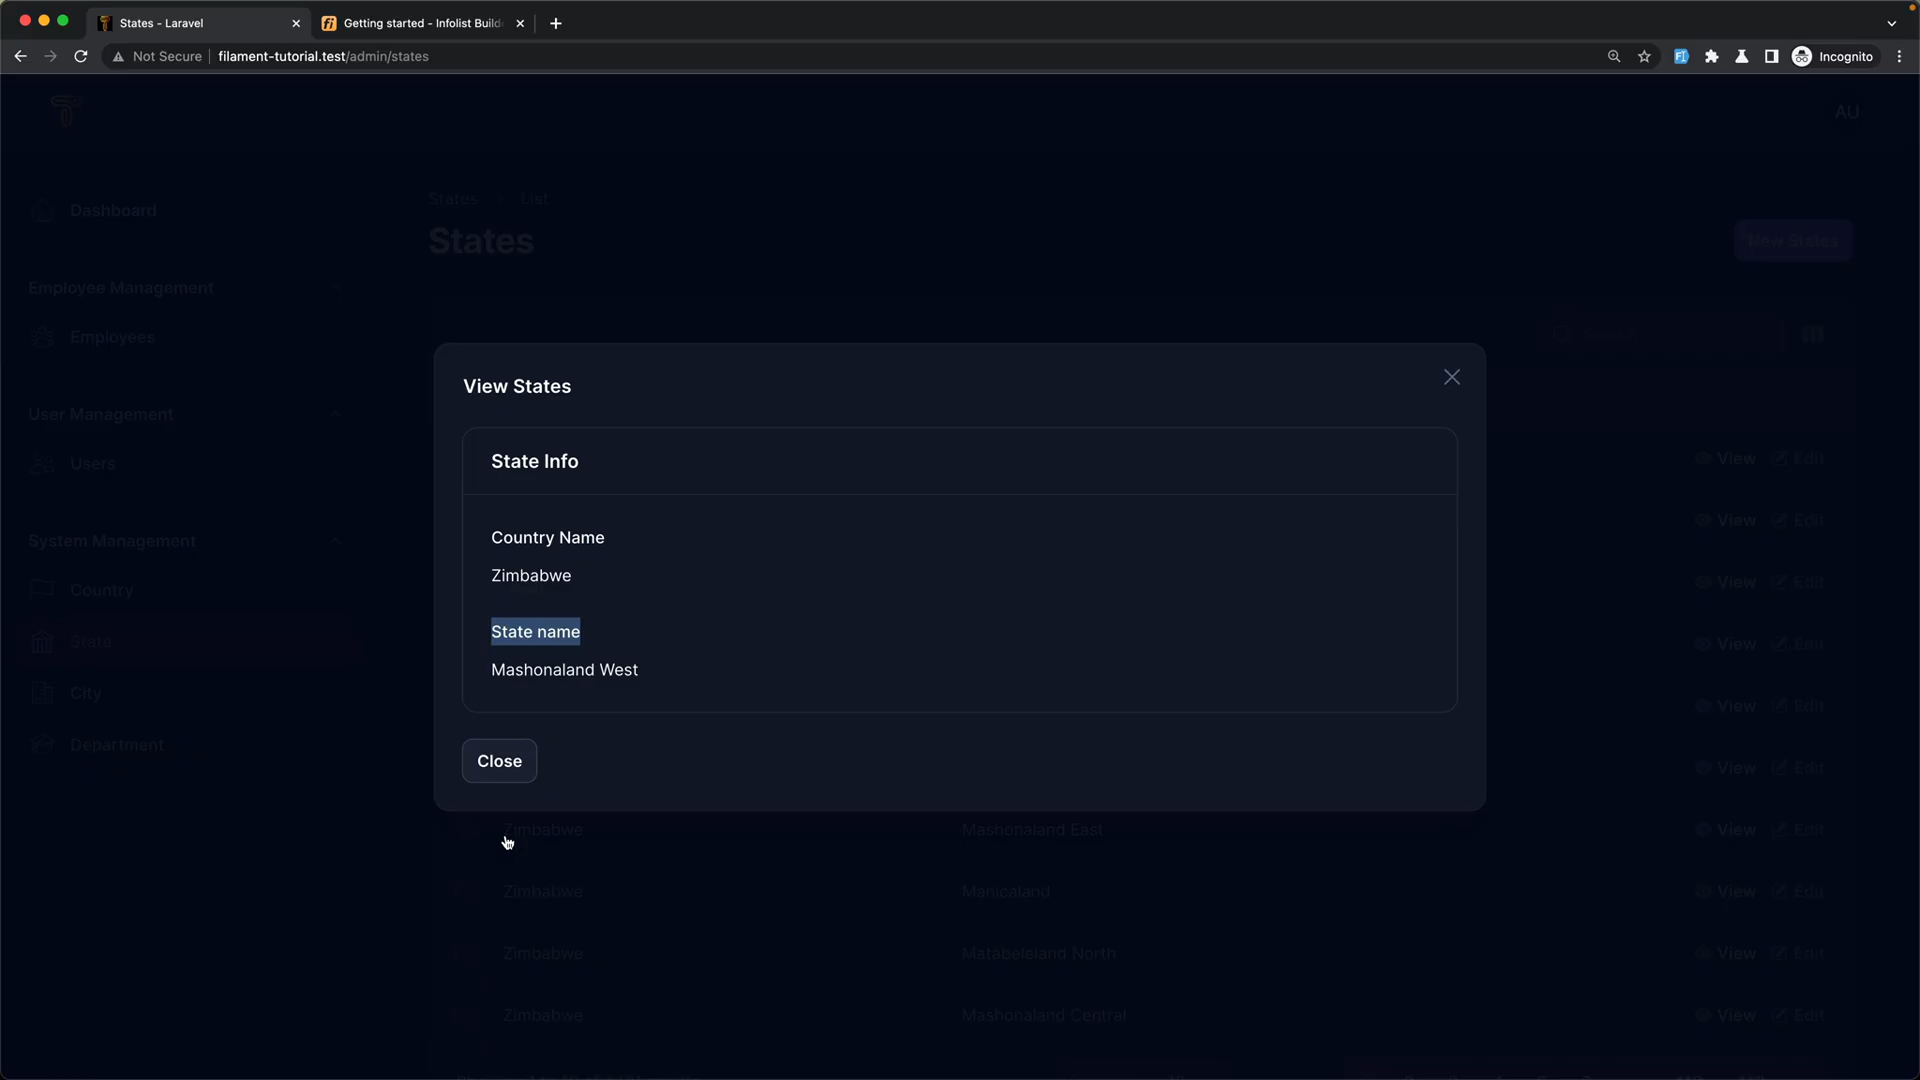 States - Laravel
Getting started - Infolist Build
Not Secure
filament-tutorial.test/admin/states
Incognito
AU
Dashboard
States > List
States
New States
Employee Management
Employees
User Management
Users
System Management
Country
State
City
Department
View States
State Info
Country Name
Zimbabwe
State name
Mashonaland West
Close
View Edit
View Edit
View Edit
View Edit
View Edit
View Edit
Zimbabwe Mashonaland East View Edit
Zimbabwe Manicaland View Edit
Zimbabwe Matabeleland North View Edit
Zimbabwe Mashonaland Central View Edit